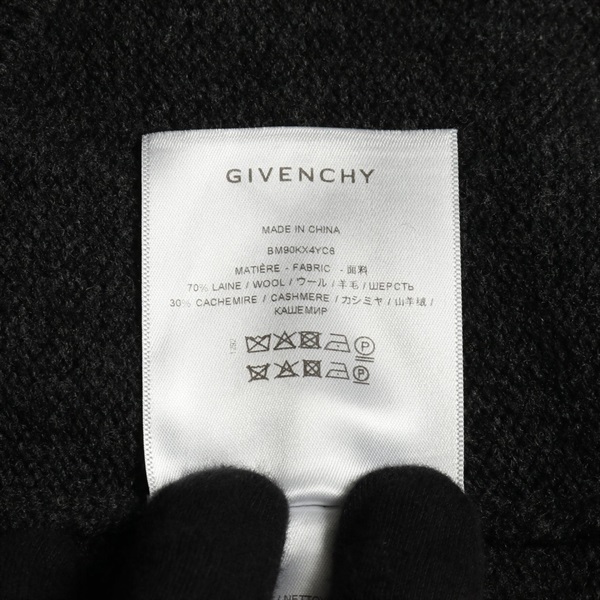 GIVENCHY
MADE IN CHINA
BM90KX4YC6
MATIÈRE - FABRIC - 面料
70% LAINE / WOOL / ウール / 羊毛 / ШЕРСТЬ
30% CACHEMIRE / CASHMERE / カシミヤ / 山羊绒 /
КАШЕМИР
P
P